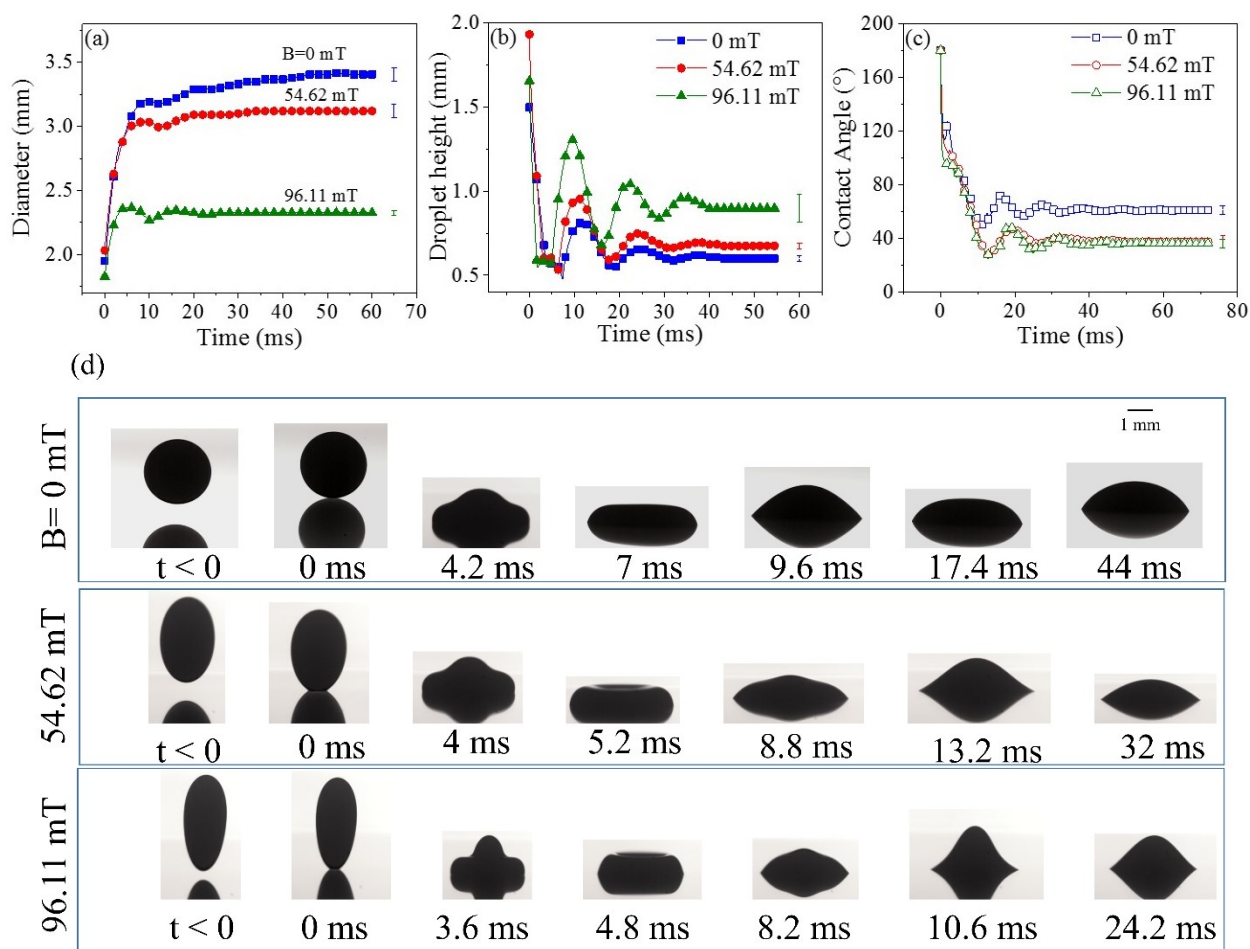 (a)
B=0 mT
54.62 mT
96.11 mT
Diameter (mm)
3.5
3.0
2.5
2.0
0 10 20 30 40 50 60 70
Time (ms)
(b)
0 mT
54.62 mT
96.11 mT
Droplet height (mm)
2.0
1.5
1.0
0.5
0 10 20 30 40 50 60
Time (ms)
(c)
0 mT
54.62 mT
96.11 mT
Contact Angle (°)
200
160
120
80
40
0
0 20 40 60 80
Time (ms)
(d)
B= 0 mT
1 mm
t < 0 0 ms 4.2 ms 7 ms 9.6 ms 17.4 ms 44 ms
54.62 mT
t < 0 0 ms 4 ms 5.2 ms 8.8 ms 13.2 ms 32 ms
96.11 mT
t < 0 0 ms 3.6 ms 4.8 ms 8.2 ms 10.6 ms 24.2 ms